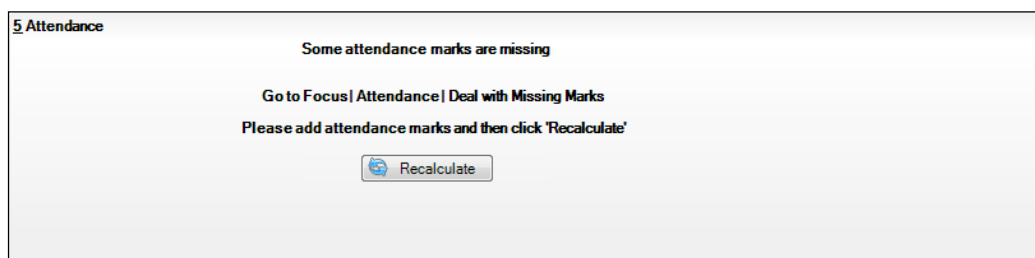 5 Attendance
Some attendance marks are missing
Go to Focus | Attendance | Deal with Missing Marks
Please add attendance marks and then click 'Recalculate'
Recalculate